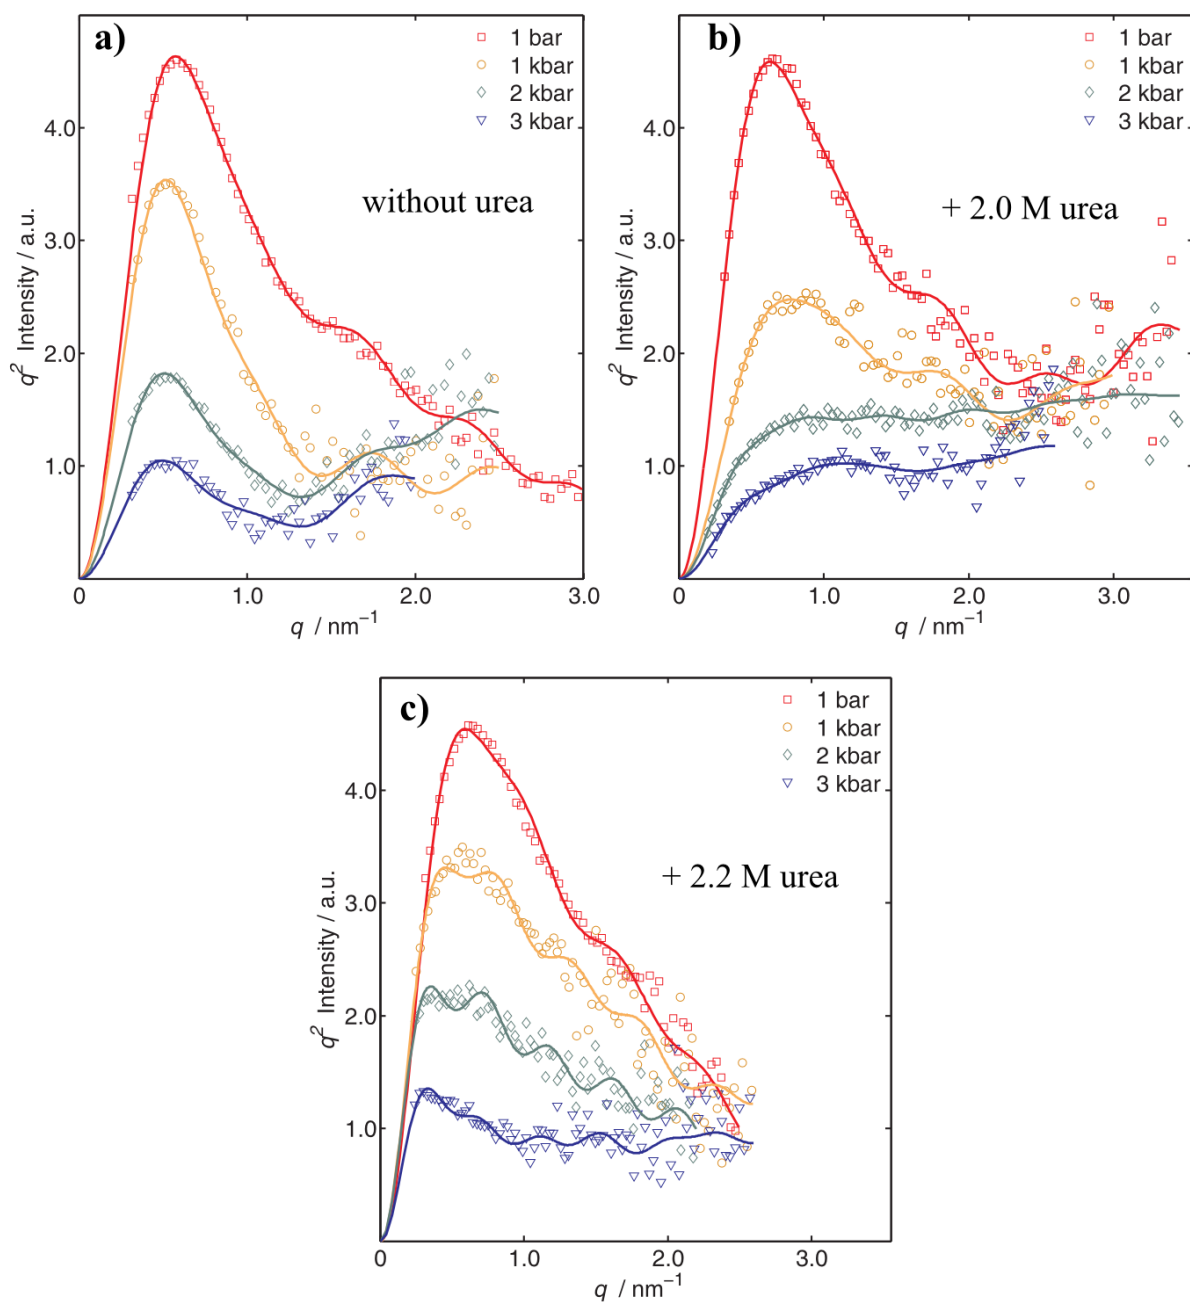 a)
1 bar
1 kbar
2 kbar
3 kbar
without urea
4.0
3.0
2.0
1.0
q² Intensity / a.u.
0 1.0 2.0 3.0
q / nm⁻¹
b)
1 bar
1 kbar
2 kbar
3 kbar
+ 2.0 M urea
4.0
3.0
2.0
1.0
q² Intensity / a.u.
0 1.0 2.0 3.0
q / nm⁻¹
c)
1 bar
1 kbar
2 kbar
3 kbar
+ 2.2 M urea
4.0
3.0
2.0
1.0
q² Intensity / a.u.
0 1.0 2.0 3.0
q / nm⁻¹